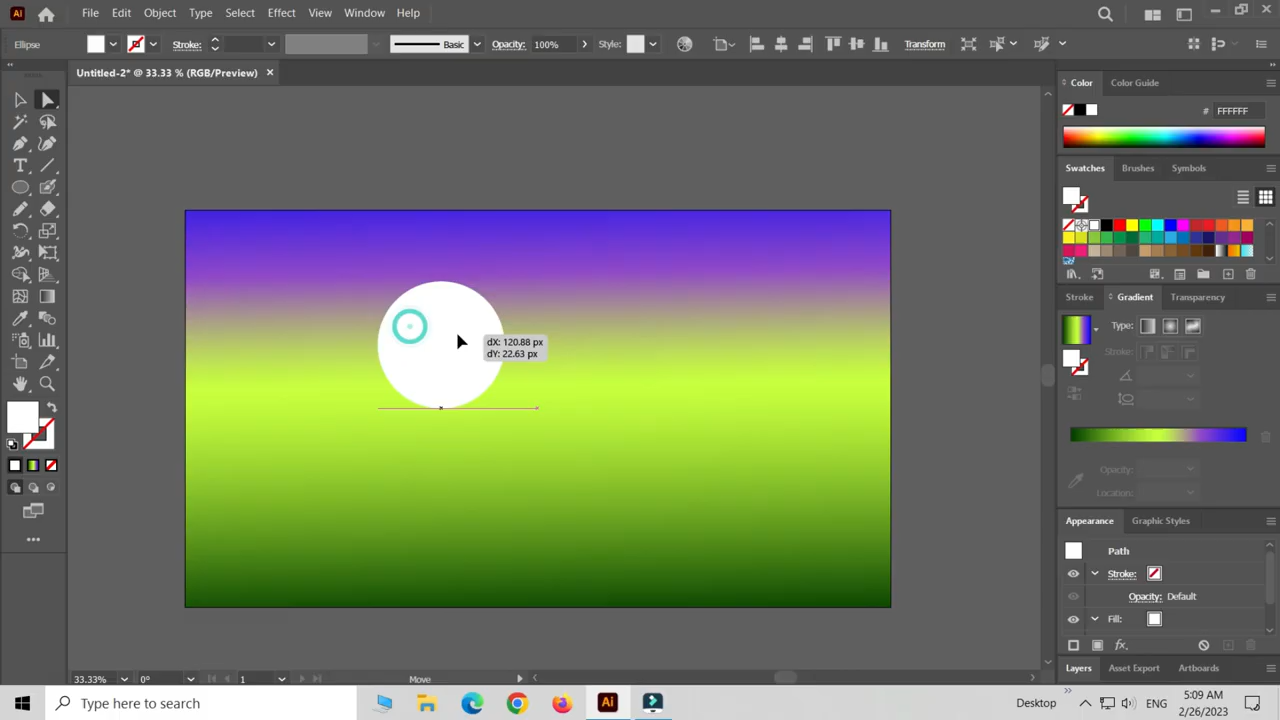 Ai File Edit Object Type Select Effect View Window Help
Ellipse Stroke: Basic Opacity: 100% Style: Transform
Untitled-2* @ 33.33 % (RGB/Preview)
dX: 120.88 px
dY: 22.63 px
Color Color Guide
# FFFFFF
Swatches Brushes Symbols
Stroke Gradient Transparency
Type:
Stroke:
Opacity:
Location:
Appearance Graphic Styles
Path
Stroke:
Opacity: Default
Fill:
fx
Layers Asset Export Artboards
33.33% 0° 1 Move
Type here to search Ai Desktop ENG 5:09 AM
2/26/2023